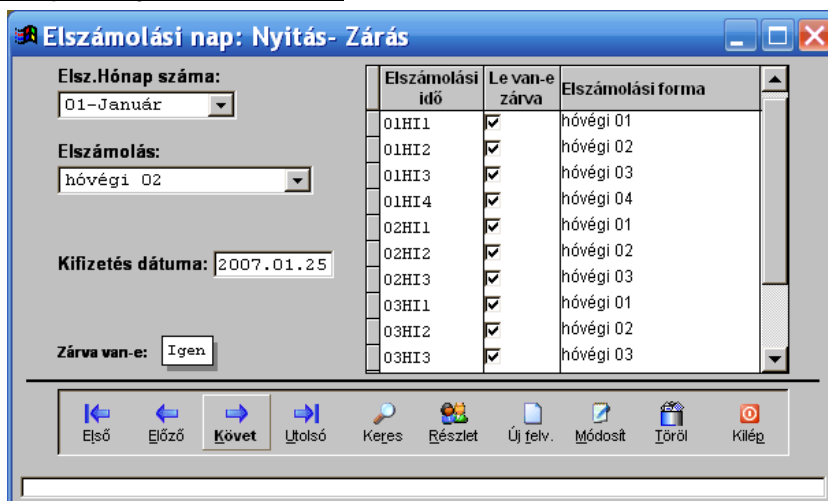 Elszámolási nap: Nyitás- Zárás
Elsz.Hónap száma:
01-Január
Elszámolás:
hóvégi 02
Kifizetés dátuma: 2007.01.25
Zárva van-e: Igen
Elszámolási idő Le van-e zárva Elszámolási forma
01HI1 hóvégi 01
01HI2 hóvégi 02
01HI3 hóvégi 03
01HI4 hóvégi 04
02HI1 hóvégi 01
02HI2 hóvégi 02
02HI3 hóvégi 03
03HI1 hóvégi 01
03HI2 hóvégi 02
03HI3 hóvégi 03
Első Előző Követ Utolsó Keres Részlet Új felv. Módosít Töröl Kilép